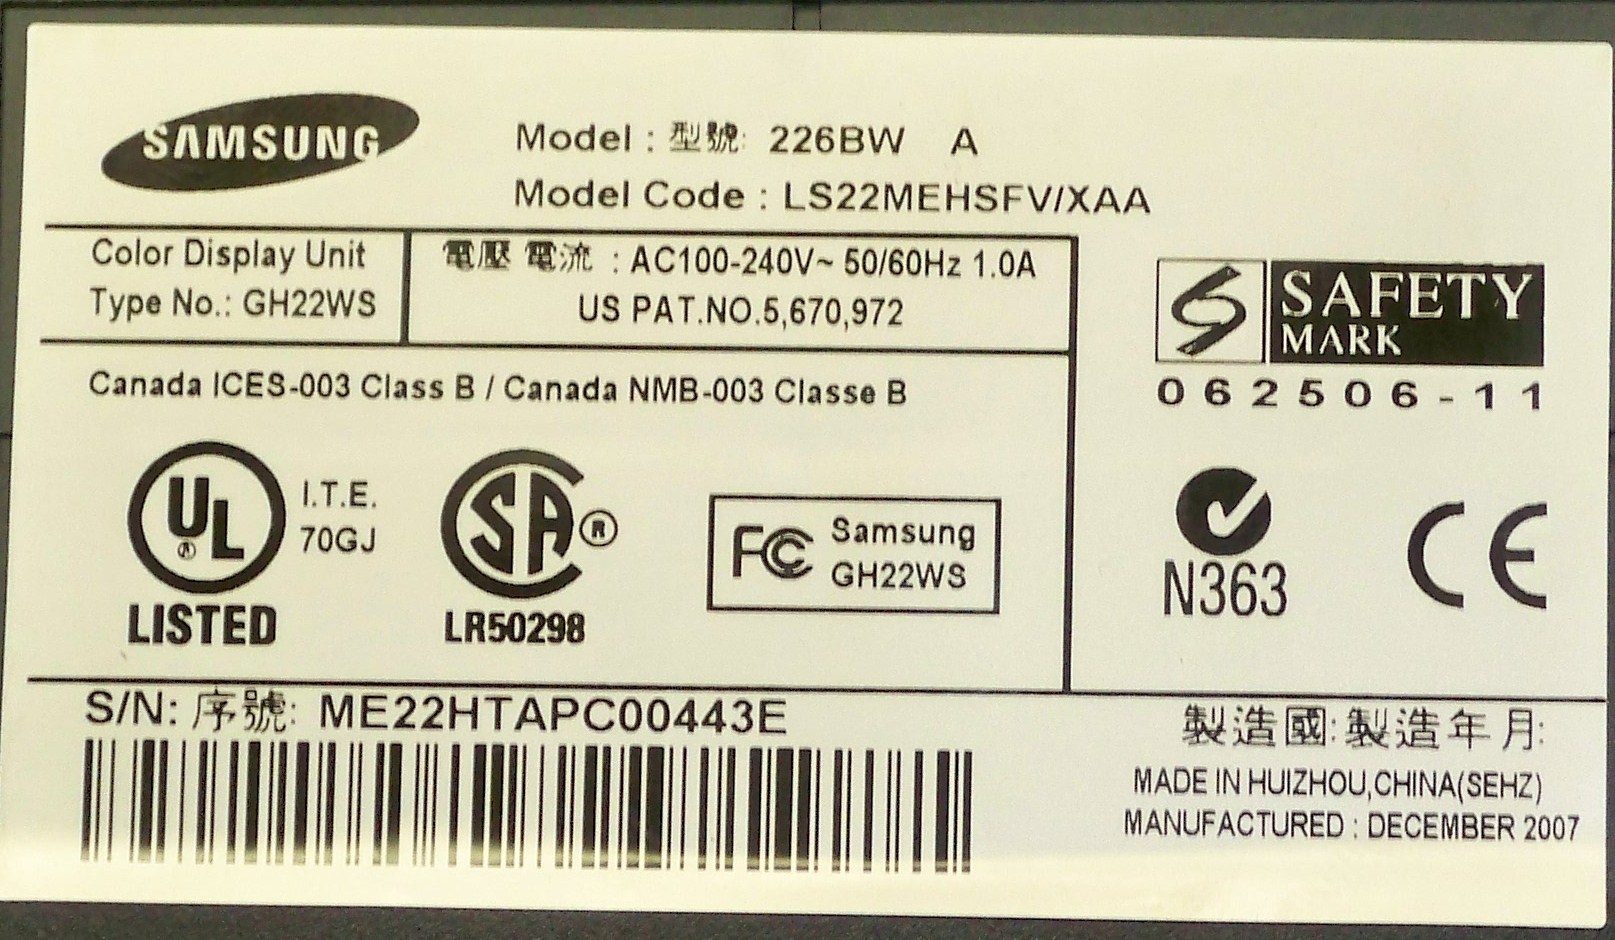 SAMSUNG
Model : 型號: 226BW A
Model Code : LS22MEHSFV/XAA
Color Display Unit
Type No.: GH22WS
電壓 電流 : AC100-240V~ 50/60Hz 1.0A
US PAT.NO.5,670,972
SAFETY
MARK
062506-11
Canada ICES-003 Class B / Canada NMB-003 Classe B
UL ® I.T.E.
70GJ
LISTED
SA ®
LR50298
FC Samsung
GH22WS
N363
CE
S/N: 序號: ME22HTAPC00443E
製造國: 製造年月:
MADE IN HUIZHOU,CHINA(SEHZ)
MANUFACTURED : DECEMBER 2007